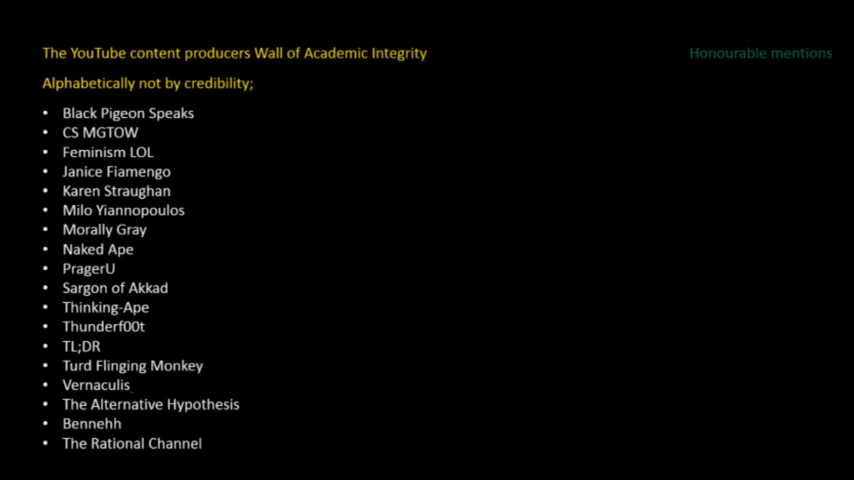 The YouTube content producers Wall of Academic Integrity
Honourable mentions
Alphabetically not by credibility;
• Black Pigeon Speaks
• CS MGTOW
• Feminism LOL
• Janice Fiamengo
• Karen Straughan
• Milo Yiannopoulos
• Morally Gray
• Naked Ape
• PragerU
• Sargon of Akkad
• Thinking-Ape
• Thunderf00t
• TL;DR
• Turd Flinging Monkey
• Vernaculis
• The Alternative Hypothesis
• Bennehh
• The Rational Channel